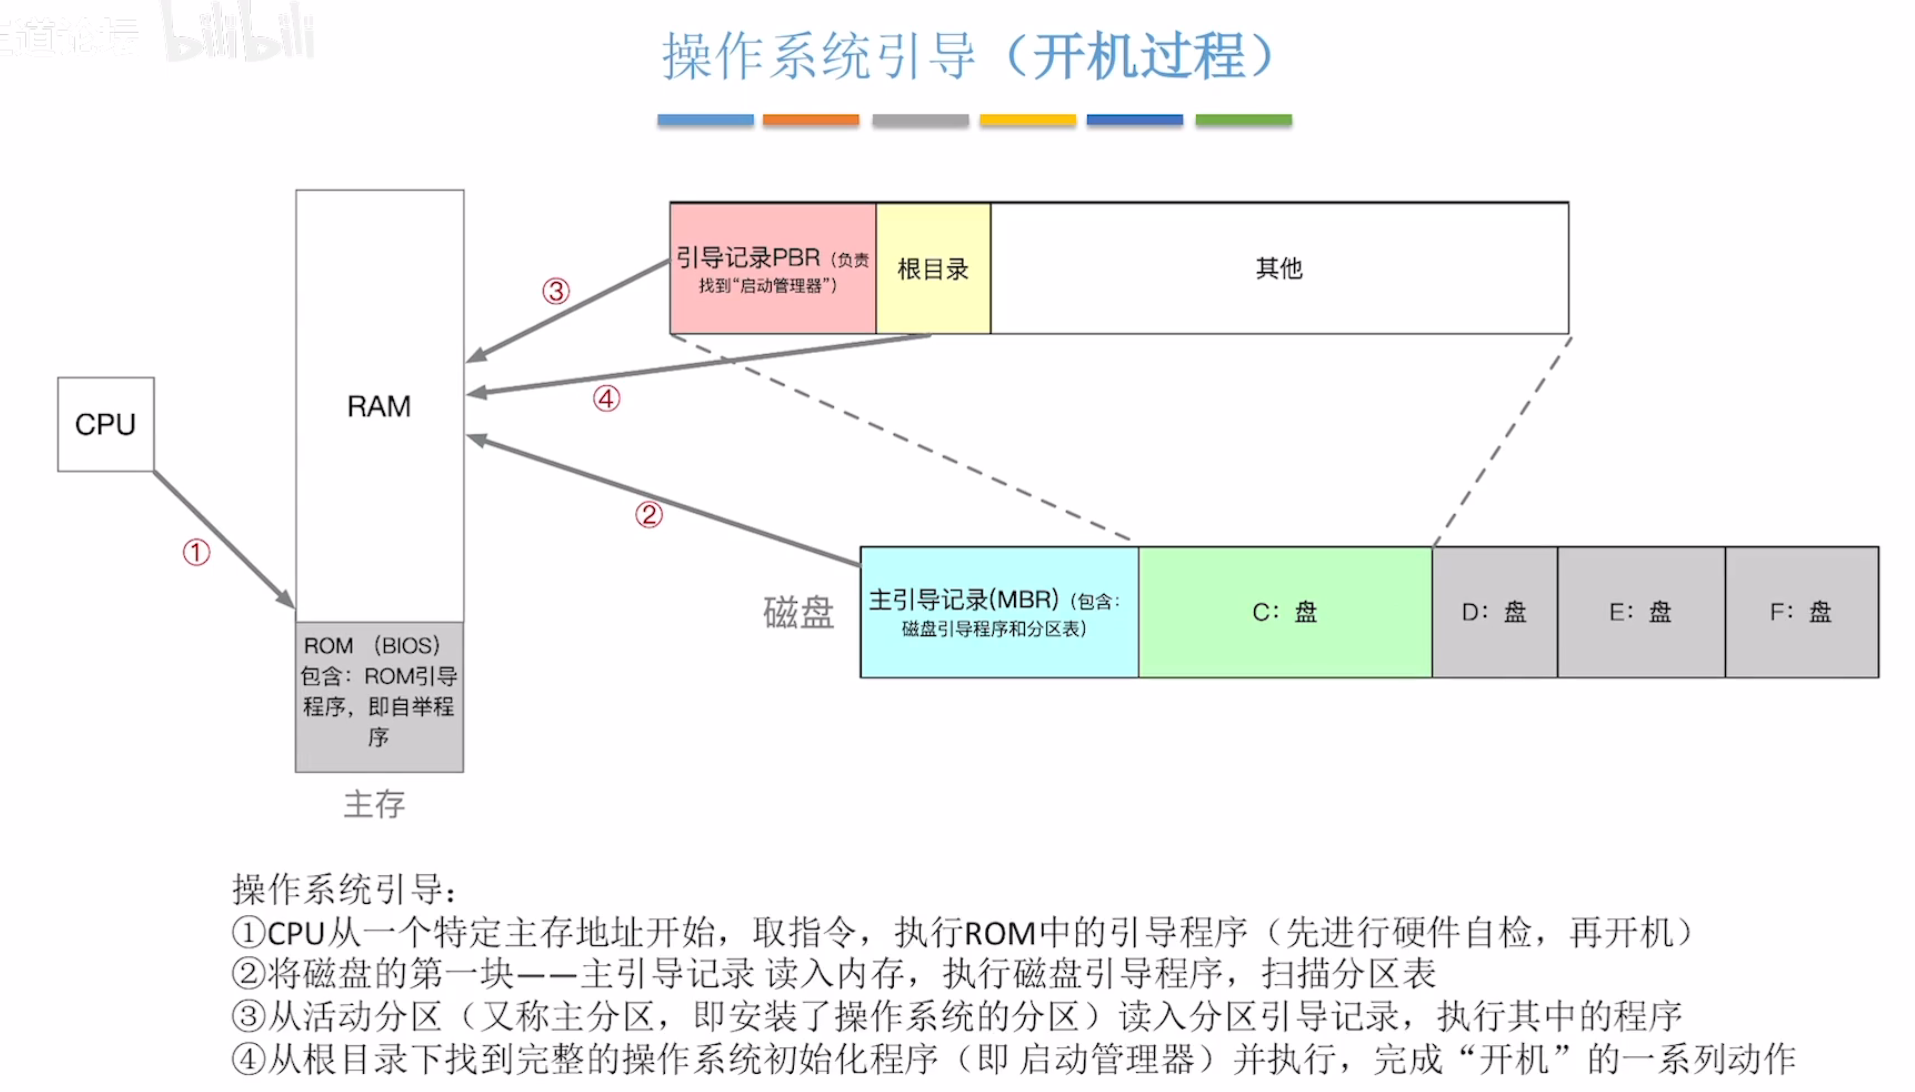 bilibili
操作系统引导（开机过程）
引导记录PBR（负责
找到“启动管理器”）
根目录
其他
③
④
RAM
CPU
②
①
磁盘
主引导记录(MBR)（包含：
磁盘引导程序和分区表）
C：盘
D：盘
E：盘
F：盘
ROM （BIOS）
包含：ROM引导
程序，即自举程
序
主存
操作系统引导：
①CPU从一个特定主存地址开始，取指令，执行ROM中的引导程序（先进行硬件自检，再开机）
②将磁盘的第一块——主引导记录 读入内存，执行磁盘引导程序，扫描分区表
③从活动分区（又称主分区，即安装了操作系统的分区）读入分区引导记录，执行其中的程序
④从根目录下找到完整的操作系统初始化程序（即 启动管理器）并执行，完成“开机”的一系列动作